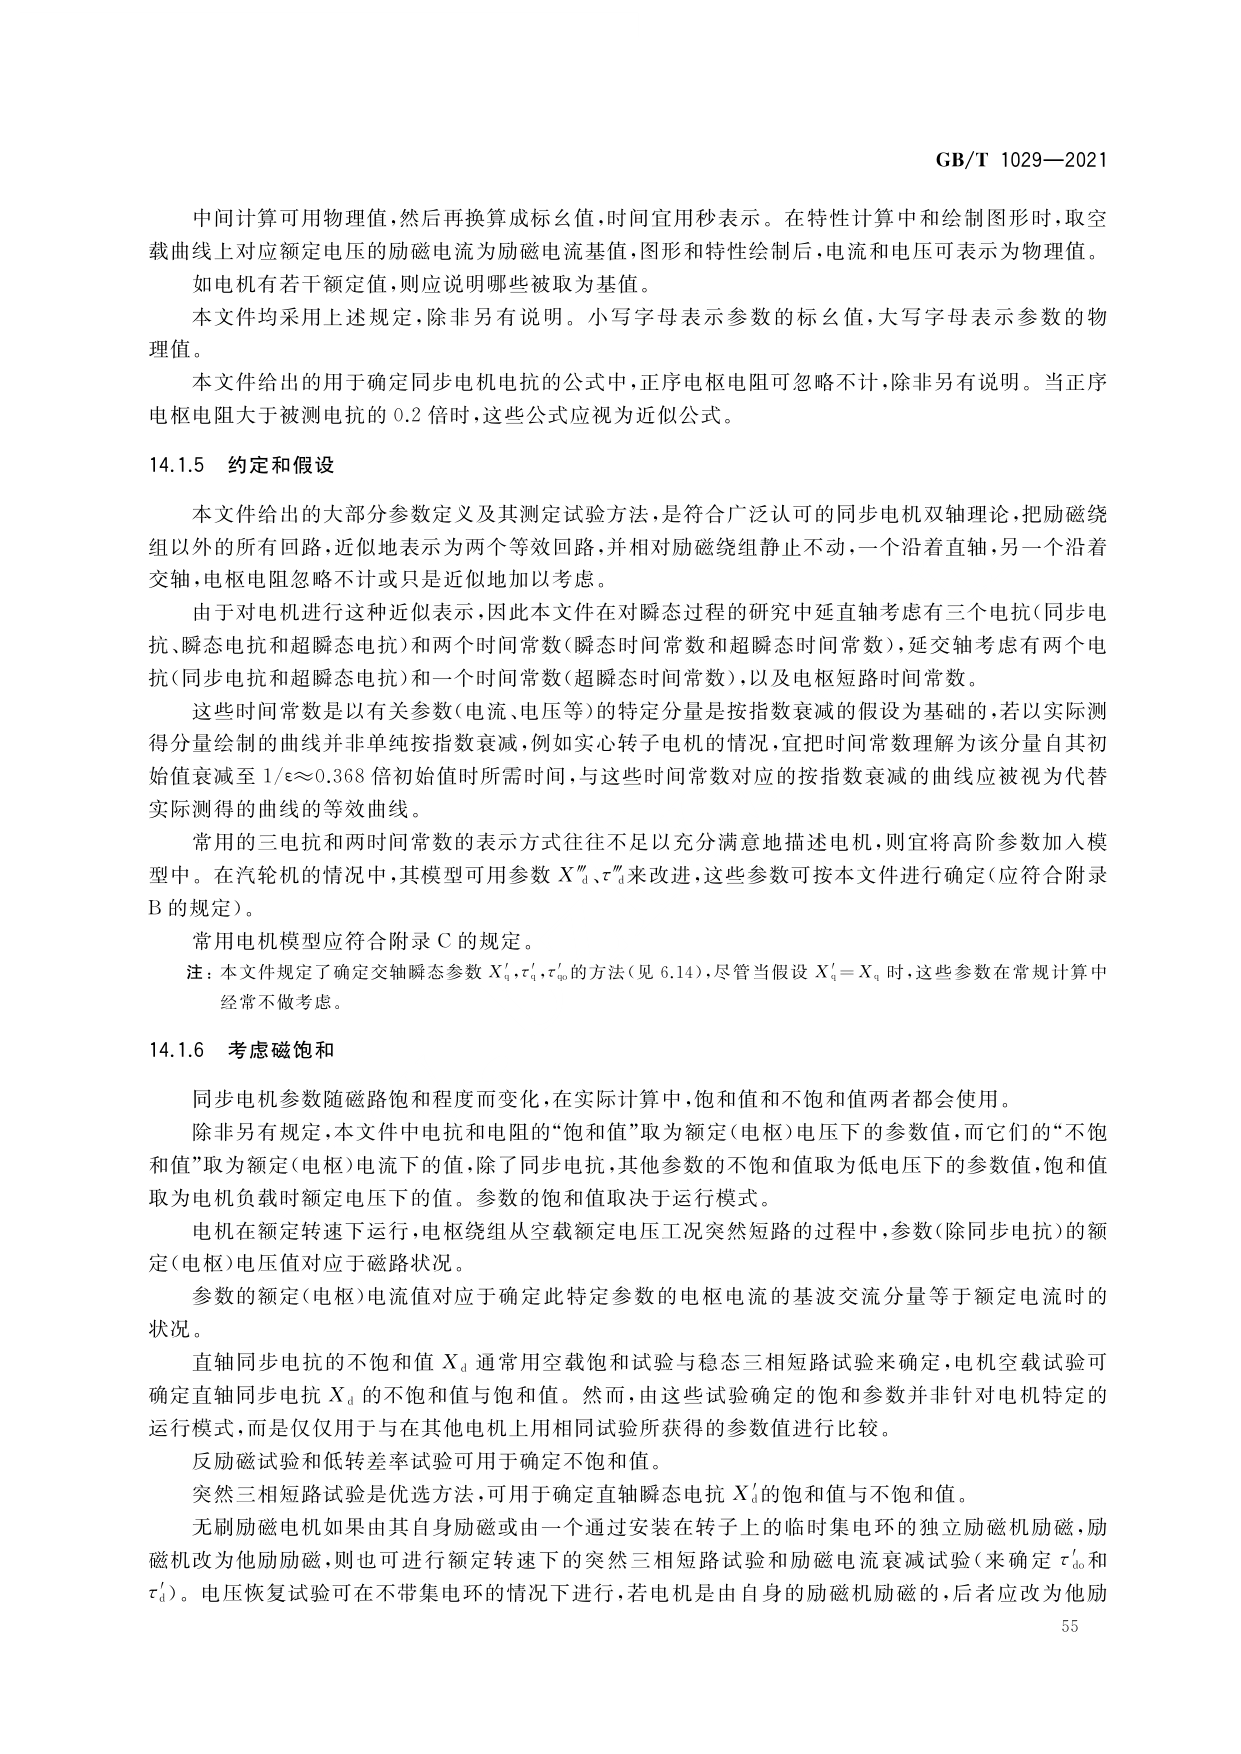 GB/T 1029—2021
中间计算可用物理值,然后再换算成标幺值,时间宜用秒表示。在特性计算中和绘制图形时,取空
载曲线上对应额定电压的励磁电流为励磁电流基值,图形和特性绘制后,电流和电压可表示为物理值。
如电机有若干额定值,则应说明哪些被取为基值。
本文件均采用上述规定,除非另有说明。小写字母表示参数的标幺值,大写字母表示参数的物
理值。
本文件给出的用于确定同步电机电抗的公式中,正序电枢电阻可忽略不计,除非另有说明。当正序
电枢电阻大于被测电抗的 0.2 倍时,这些公式应视为近似公式。
14.1.5 约定和假设
本文件给出的大部分参数定义及其测定试验方法,是符合广泛认可的同步电机双轴理论,把励磁绕
组以外的所有回路,近似地表示为两个等效回路,并相对励磁绕组静止不动,一个沿着直轴,另一个沿着
交轴,电枢电阻忽略不计或只是近似地加以考虑。
由于对电机进行这种近似表示,因此本文件在对瞬态过程的研究中延直轴考虑有三个电抗(同步电
抗、瞬态电抗和超瞬态电抗)和两个时间常数(瞬态时间常数和超瞬态时间常数),延交轴考虑有两个电
抗(同步电抗和超瞬态电抗)和一个时间常数(超瞬态时间常数),以及电枢短路时间常数。
这些时间常数是以有关参数(电流、电压等)的特定分量是按指数衰减的假设为基础的,若以实际测
得分量绘制的曲线并非单纯按指数衰减,例如实心转子电机的情况,宜把时间常数理解为该分量自其初
始值衰减至 1/ε≈0.368 倍初始值时所需时间,与这些时间常数对应的按指数衰减的曲线应被视为代替
实际测得的曲线的等效曲线。
常用的三电抗和两时间常数的表示方式往往不足以充分满意地描述电机,则宜将高阶参数加入模
型中。在汽轮机的情况中,其模型可用参数 X‴d、τ‴d来改进,这些参数可按本文件进行确定(应符合附录
B 的规定)。
常用电机模型应符合附录 C 的规定。
注:本文件规定了确定交轴瞬态参数 X′q,τ′q,τ′qo的方法(见 6.14),尽管当假设 X′q=Xq 时,这些参数在常规计算中
经常不做考虑。
14.1.6 考虑磁饱和
同步电机参数随磁路饱和程度而变化,在实际计算中,饱和值和不饱和值两者都会使用。
除非另有规定,本文件中电抗和电阻的“饱和值”取为额定(电枢)电压下的参数值,而它们的“不饱
和值”取为额定(电枢)电流下的值,除了同步电抗,其他参数的不饱和值取为低电压下的参数值,饱和值
取为电机负载时额定电压下的值。参数的饱和值取决于运行模式。
电机在额定转速下运行,电枢绕组从空载额定电压工况突然短路的过程中,参数(除同步电抗)的额
定(电枢)电压值对应于磁路状况。
参数的额定(电枢)电流值对应于确定此特定参数的电枢电流的基波交流分量等于额定电流时的
状况。
直轴同步电抗的不饱和值 Xd 通常用空载饱和试验与稳态三相短路试验来确定,电机空载试验可
确定直轴同步电抗 Xd 的不饱和值与饱和值。然而,由这些试验确定的饱和参数并非针对电机特定的
运行模式,而是仅仅用于与在其他电机上用相同试验所获得的参数值进行比较。
反励磁试验和低转差率试验可用于确定不饱和值。
突然三相短路试验是优选方法,可用于确定直轴瞬态电抗 X′d的饱和值与不饱和值。
无刷励磁电机如果由其自身励磁或由一个通过安装在转子上的临时集电环的独立励磁机励磁,励
磁机改为他励励磁,则也可进行额定转速下的突然三相短路试验和励磁电流衰减试验(来确定 τ′do和
τ′d)。电压恢复试验可在不带集电环的情况下进行,若电机是由自身的励磁机励磁的,后者应改为他励
55